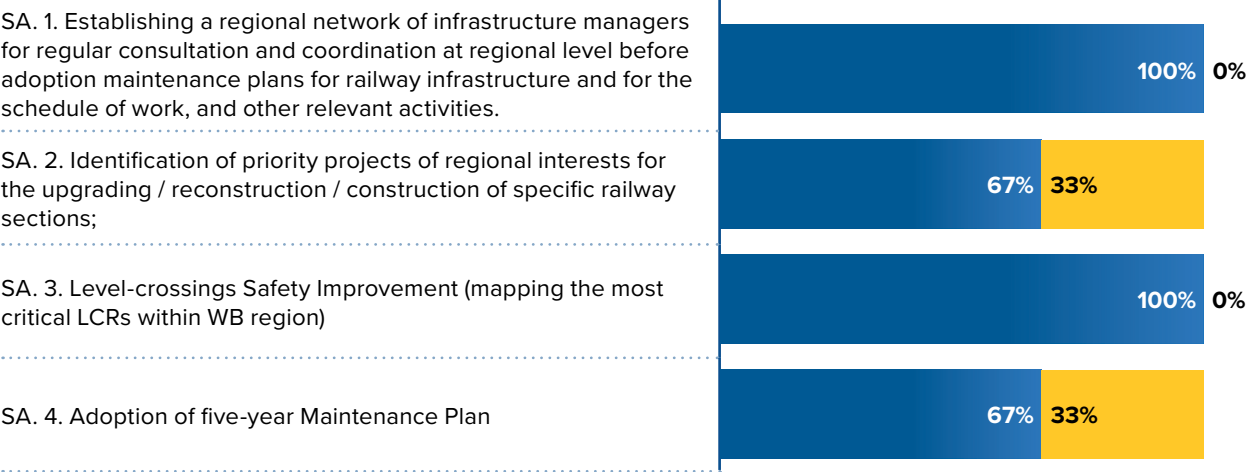 SA. 1. Establishing a regional network of infrastructure managers
for regular consultation and coordination at regional level before
adoption maintenance plans for railway infrastructure and for the
schedule of work, and other relevant activities.
100% 0%
SA. 2. Identification of priority projects of regional interests for
the upgrading / reconstruction / construction of specific railway
sections;
67% 33%
SA. 3. Level-crossings Safety Improvement (mapping the most
critical LCRs within WB region)
100% 0%
SA. 4. Adoption of five-year Maintenance Plan
67% 33%